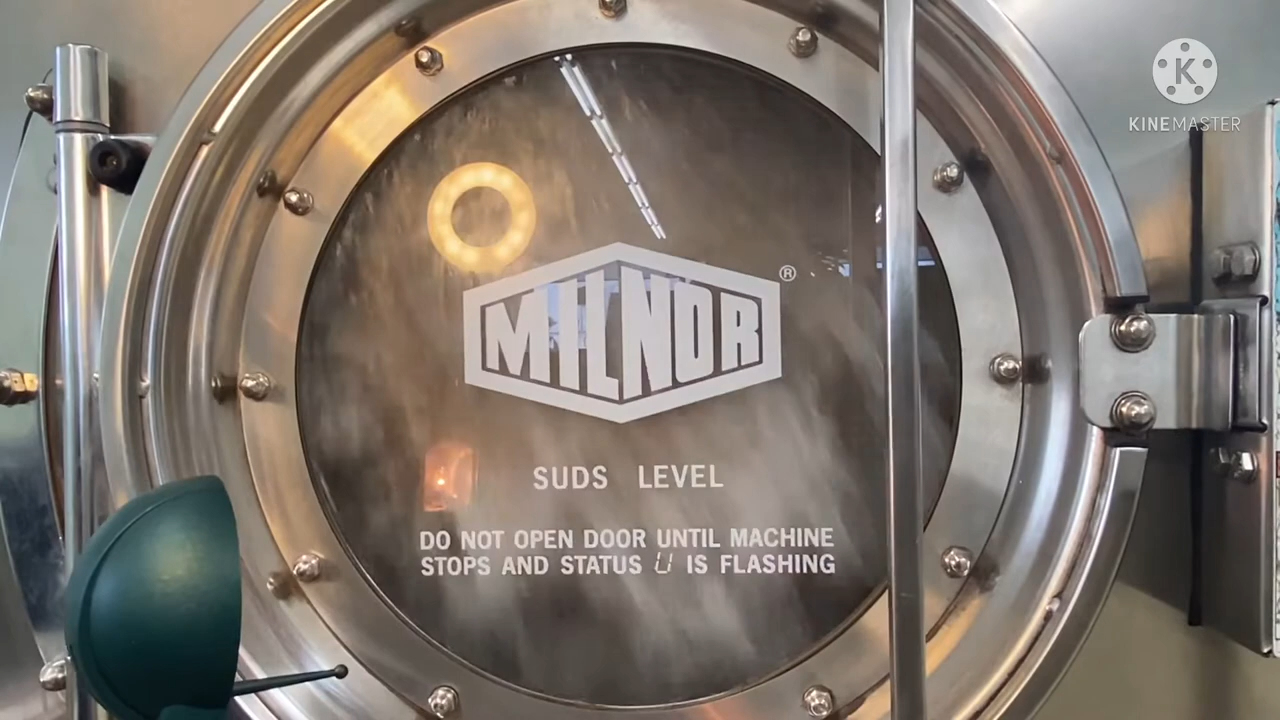 K
KINEMASTER
MILNOR ®
SUDS LEVEL
DO NOT OPEN DOOR UNTIL MACHINE
STOPS AND STATUS U IS FLASHING